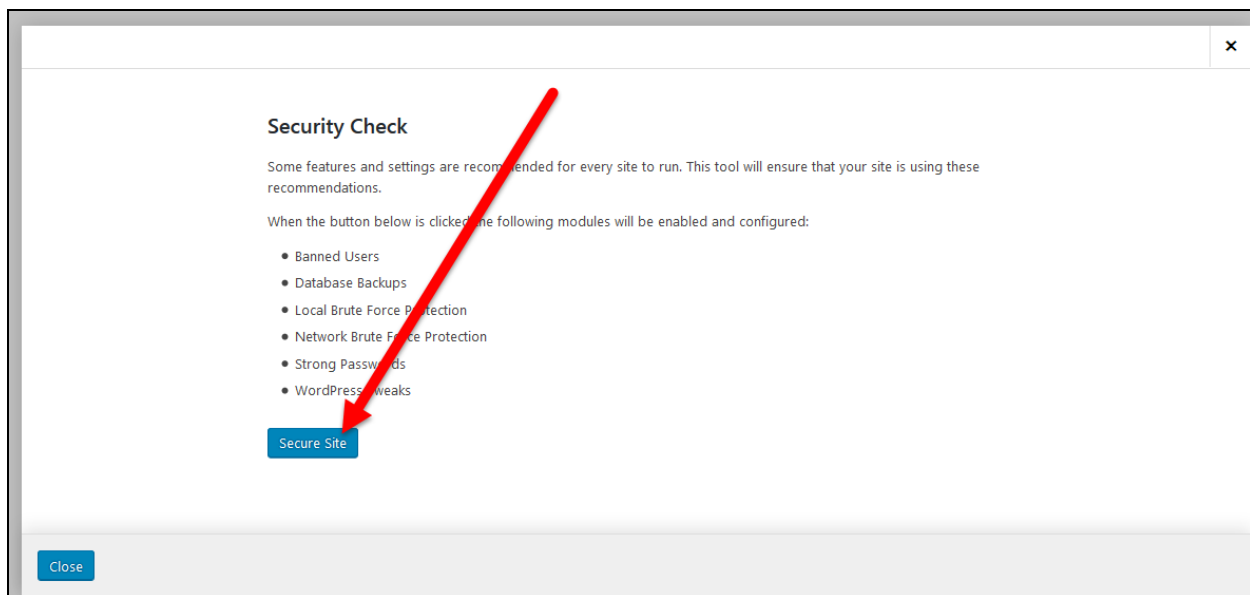 ×
Security Check
Some features and settings are recommended for every site to run. This tool will ensure that your site is using these
recommendations.
When the button below is clicked the following modules will be enabled and configured:
• Banned Users
• Database Backups
• Local Brute Force Protection
• Network Brute Force Protection
• Strong Passwords
• WordPress Tweaks
Secure Site
Close